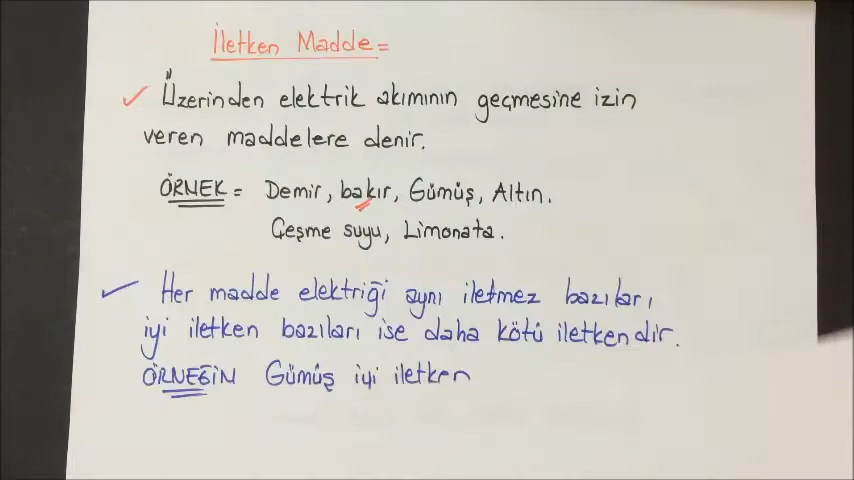 İletken Madde =
Üzerinden elektrik akımının geçmesine izin
veren maddelere denir.
ÖRNEK = Demir, bakır, Gümüş, Altın.
Çeşme suyu, Limonata.
Her madde elektriği aynı iletmez bazıları
iyi iletken bazıları ise daha kötü iletkendir.
ÖRNEĞİN Gümüş iyi iletken